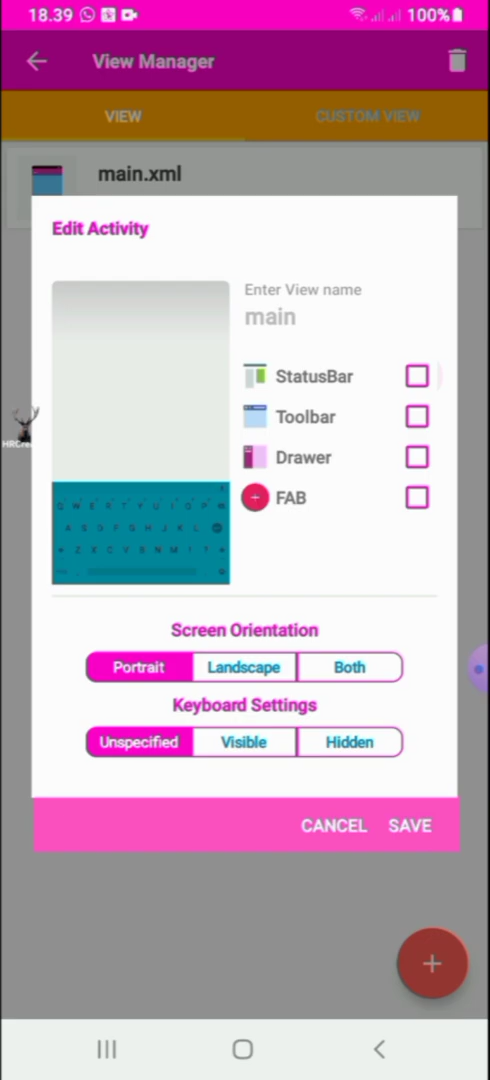 18.39
100%
View Manager
VIEW
CUSTOM VIEW
main.xml
Edit Activity
Enter View name
main
StatusBar
Toolbar
Drawer
FAB
Q W E R T Y U I O P
A S D F G H J K L
Z X C V B N M ! ?
Screen Orientation
Portrait
Landscape
Both
Keyboard Settings
Unspecified
Visible
Hidden
CANCEL
SAVE